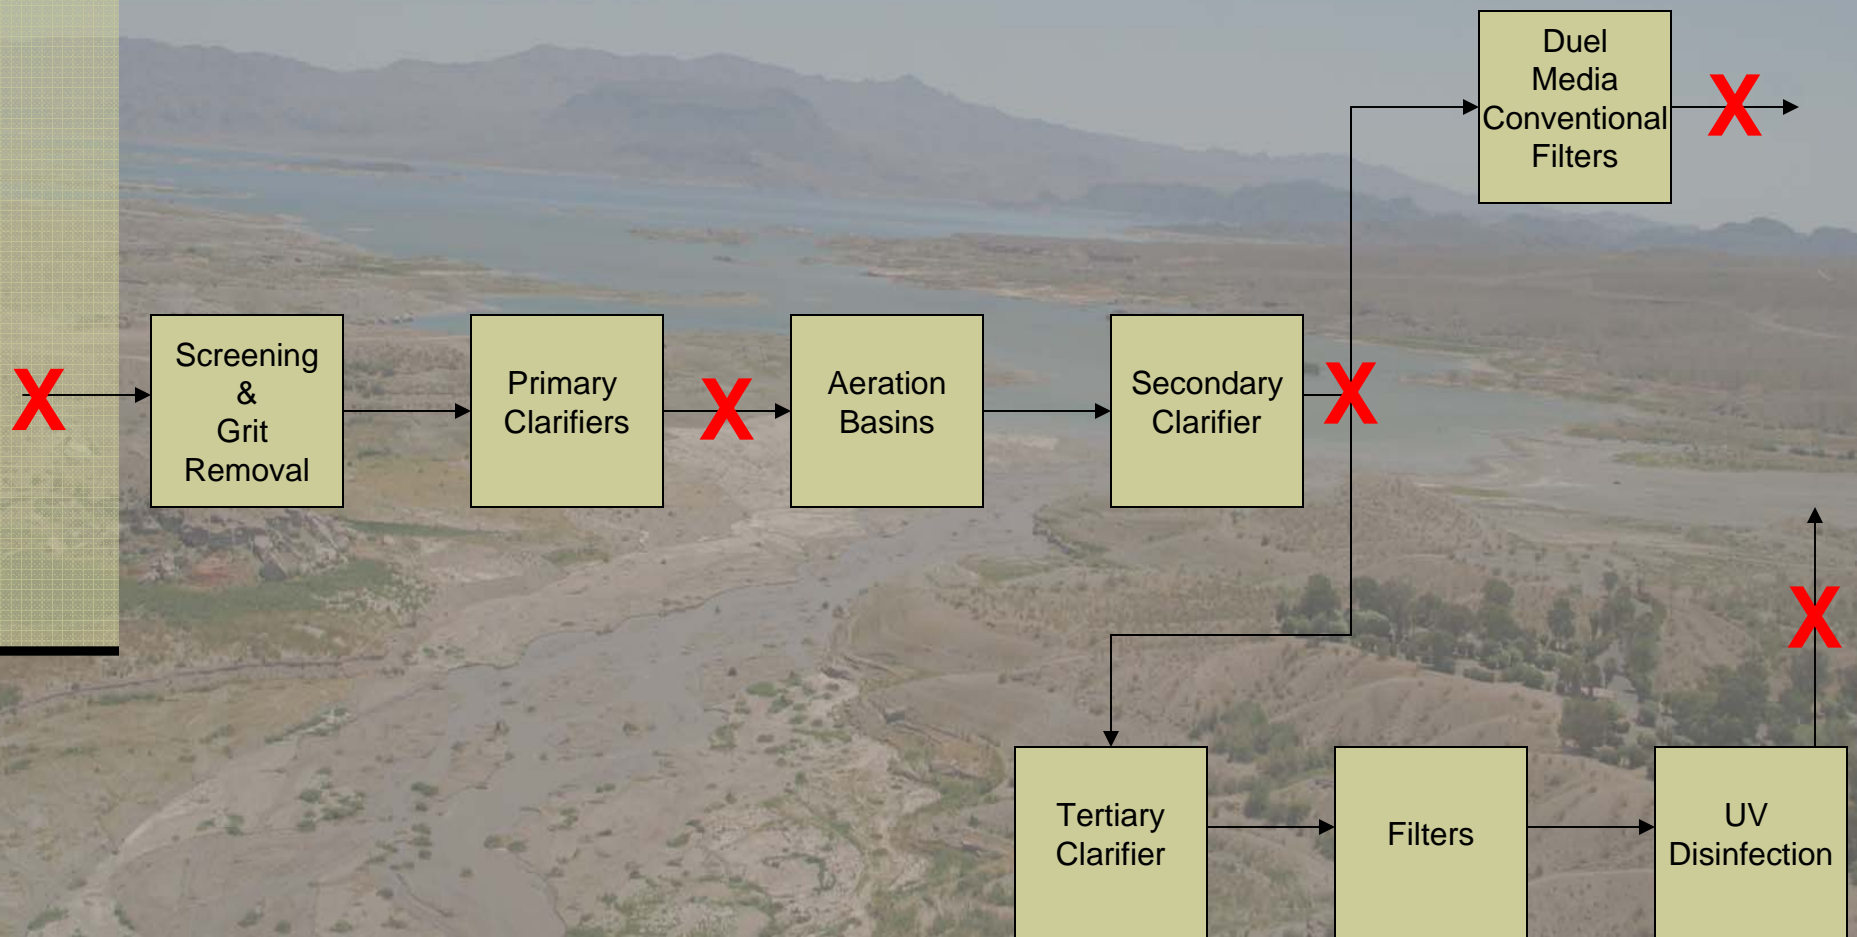 Duel
Media
Conventional
Filters
X
X
Screening
&
Grit
Removal
Primary
Clarifiers
X
Aeration
Basins
Secondary
Clarifier
X
X
Tertiary
Clarifier
Filters
UV
Disinfection